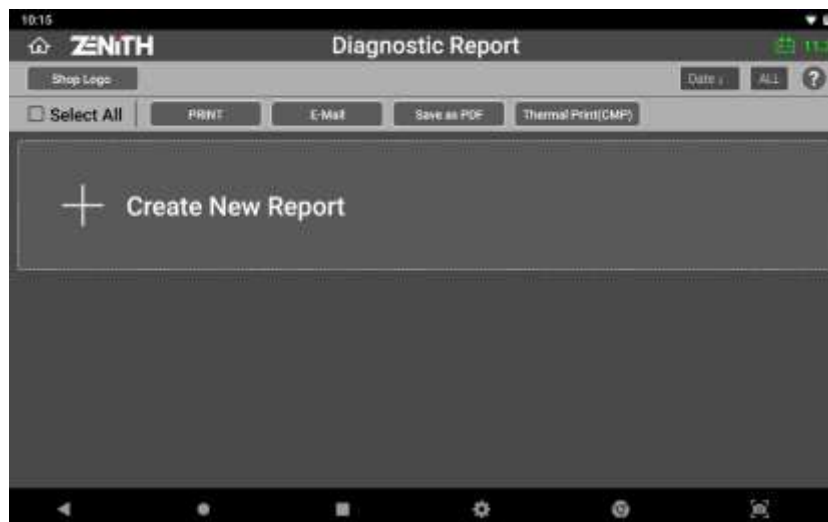 10:15
ZENITH Diagnostic Report
Shop Logo Date ↓ ALL ?
Select All PRINT E-Mail Save as PDF Thermal Print(CMP)
Create New Report